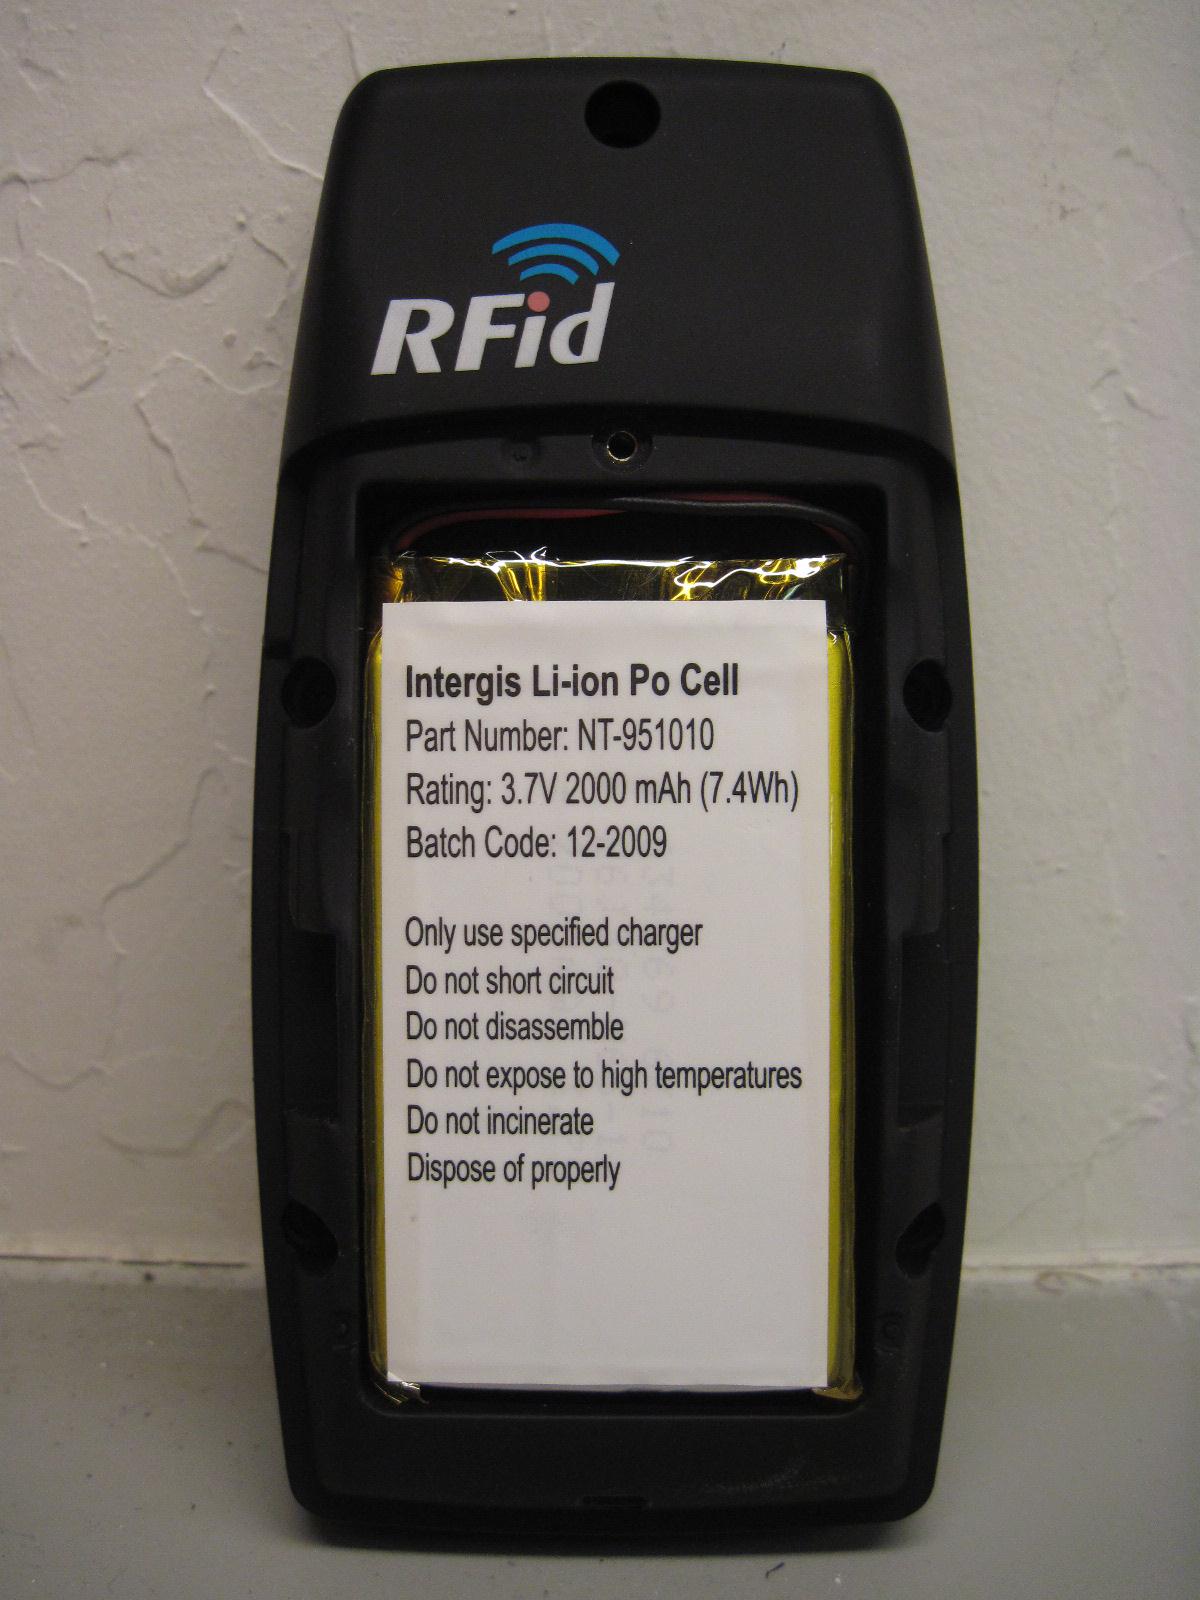 RFid
Intergis Li-ion Po Cell
Part Number: NT-951010
Rating: 3.7V 2000 mAh (7.4Wh)
Batch Code: 12-2009
Only use specified charger
Do not short circuit
Do not disassemble
Do not expose to high temperatures
Do not incinerate
Dispose of properly